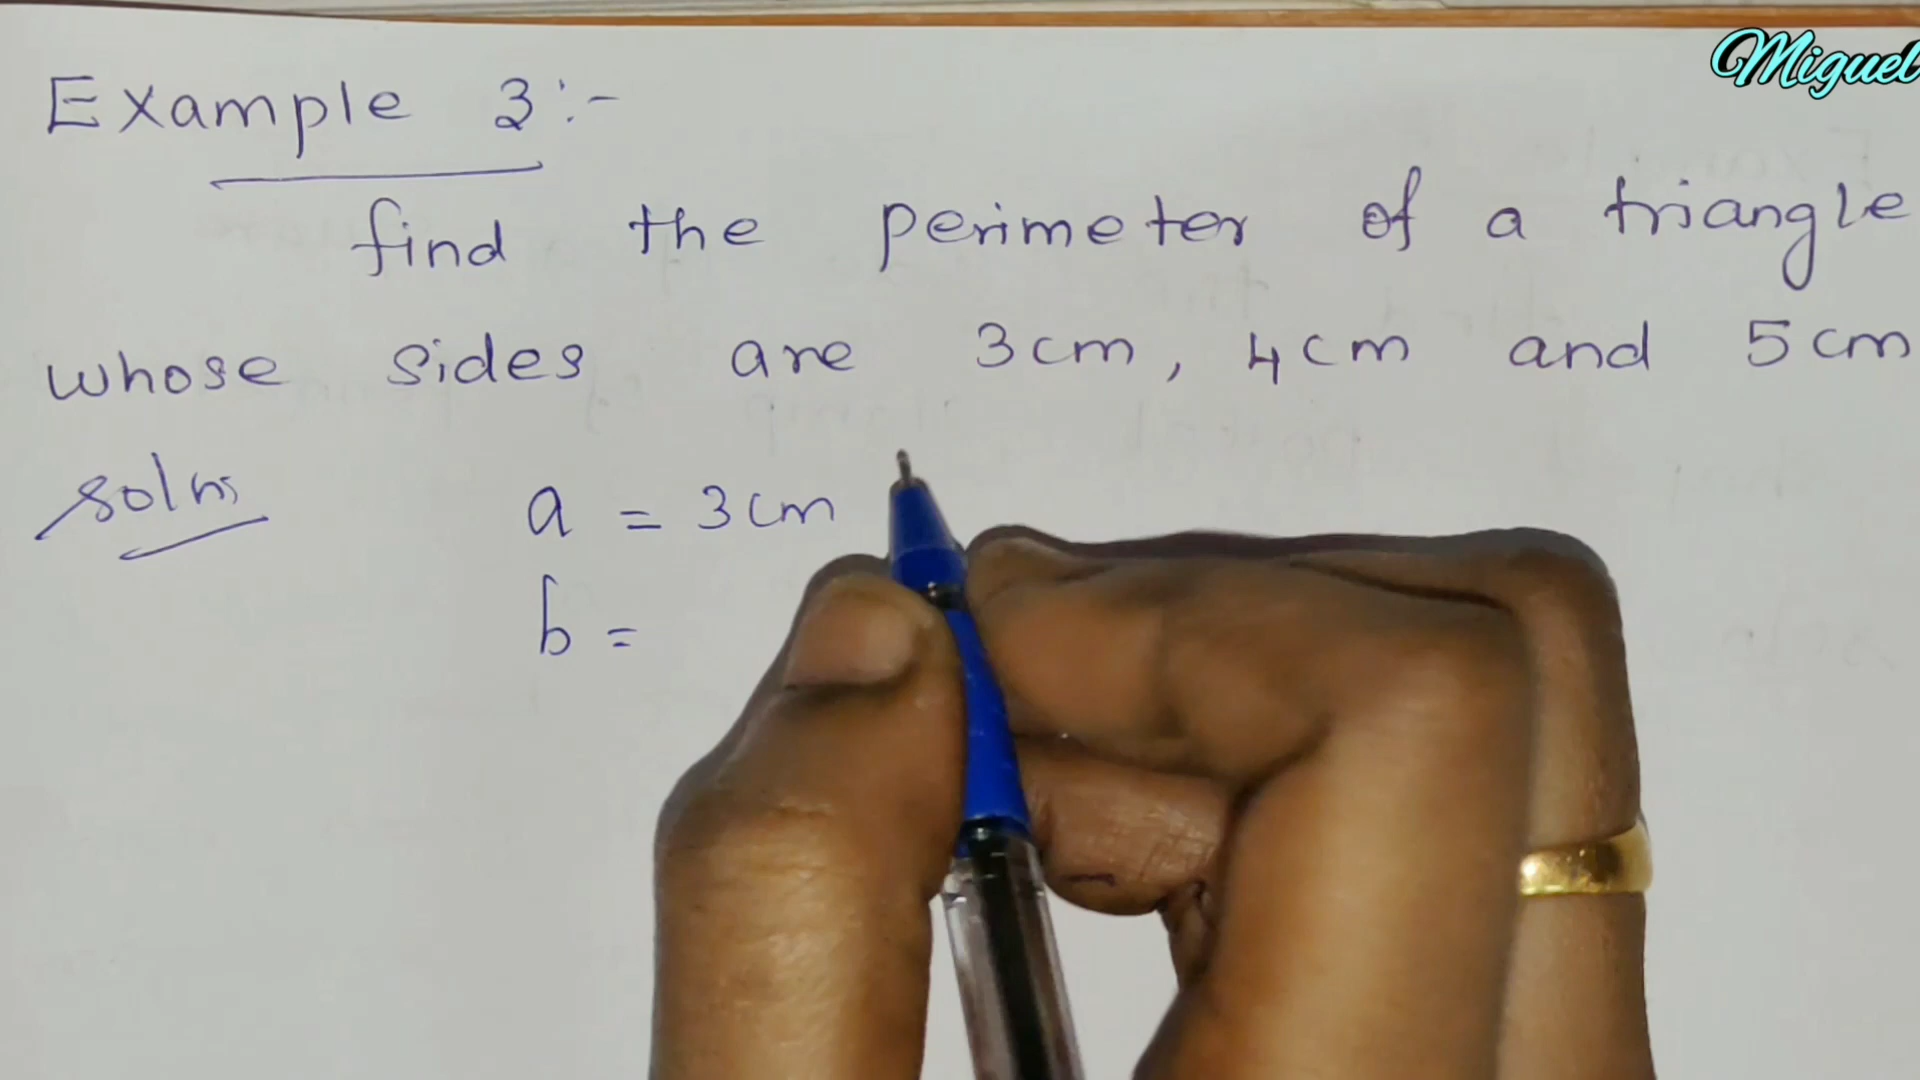 Miguel
Example 3:-
find the perimeter of a triangle
whose sides are 3cm, 4cm and 5cm
soln
a = 3cm
b =